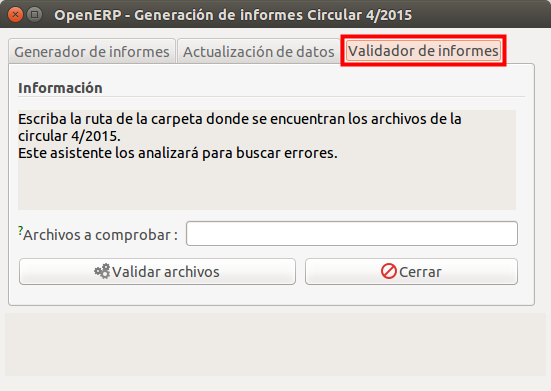 OpenERP - Generación de informes Circular 4/2015
Generador de informes Actualización de datos Validador de informes
Información
Escriba la ruta de la carpeta donde se encuentran los archivos de la
circular 4/2015.
Este asistente los analizará para buscar errores.
?Archivos a comprobar :
Validar archivos Cerrar